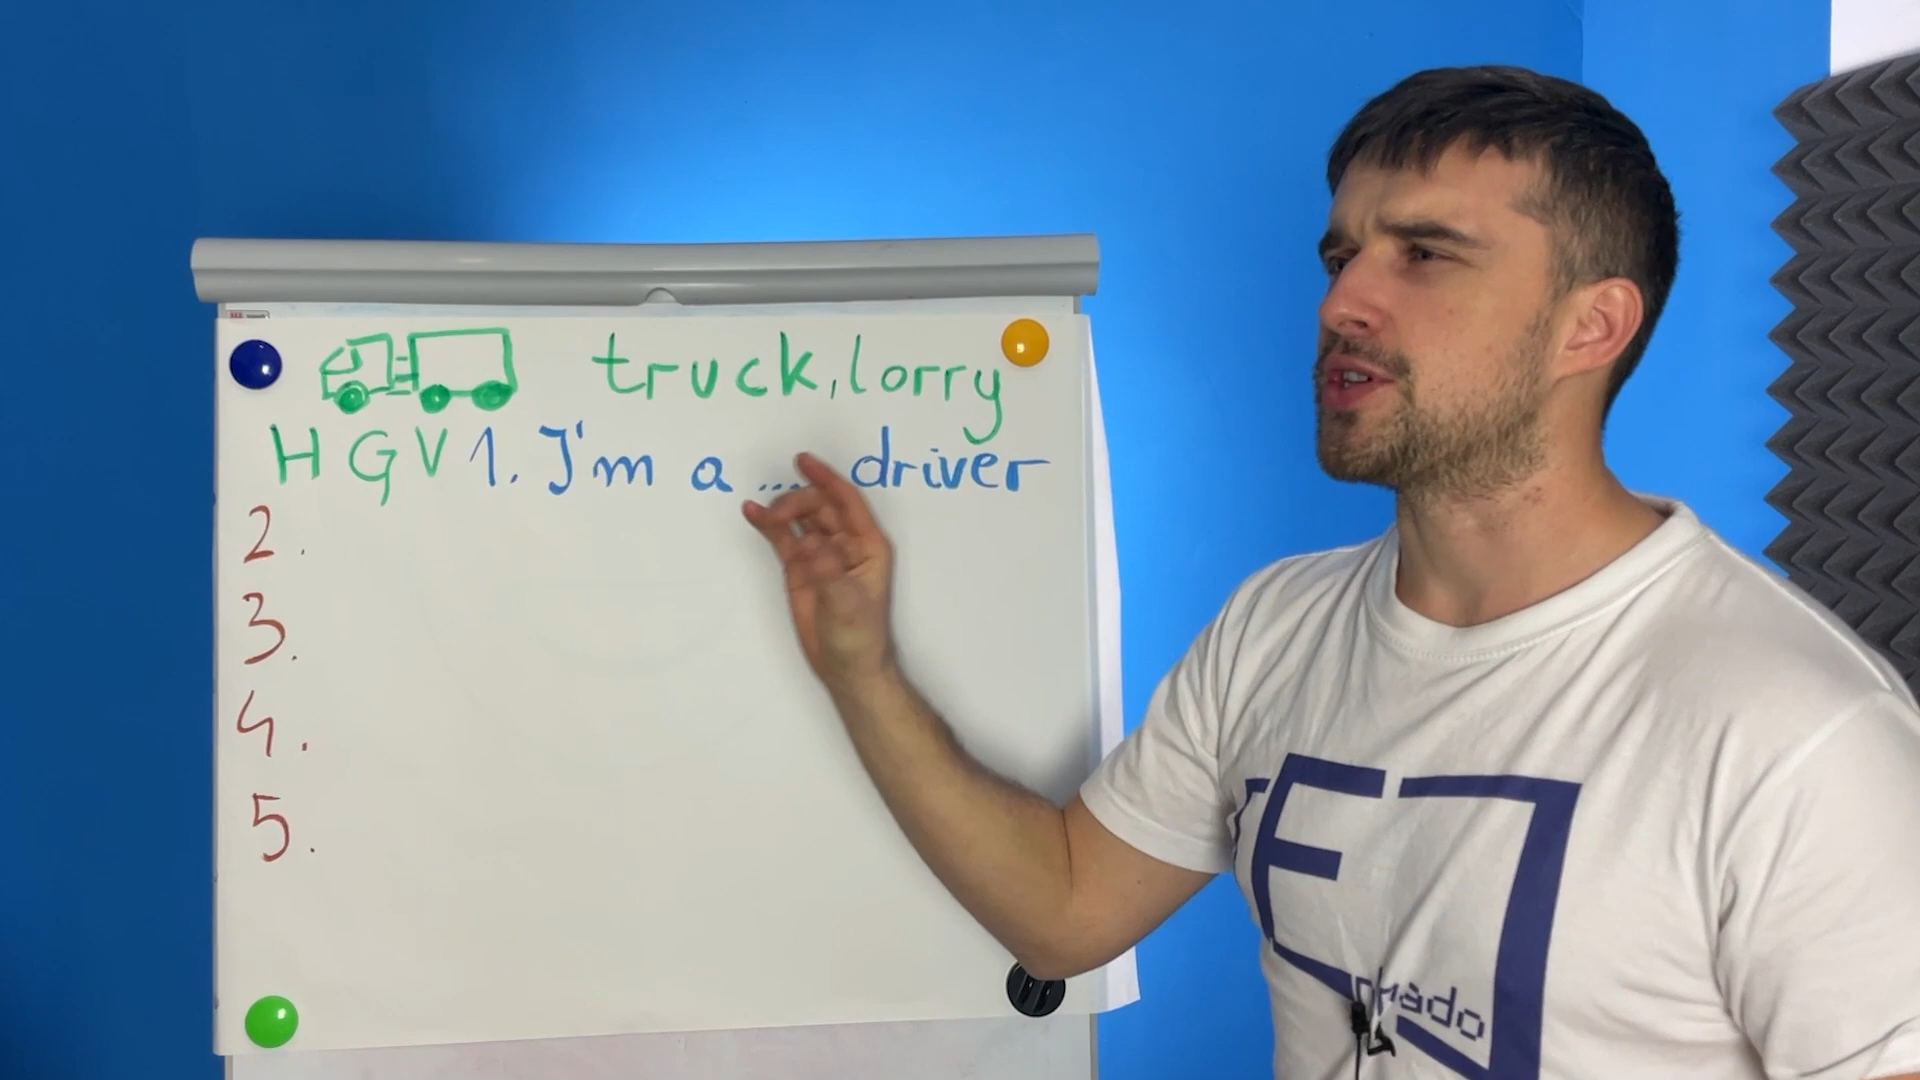 truck, lorry
HGV 1. I'm a .... driver
2.
3.
4.
5.